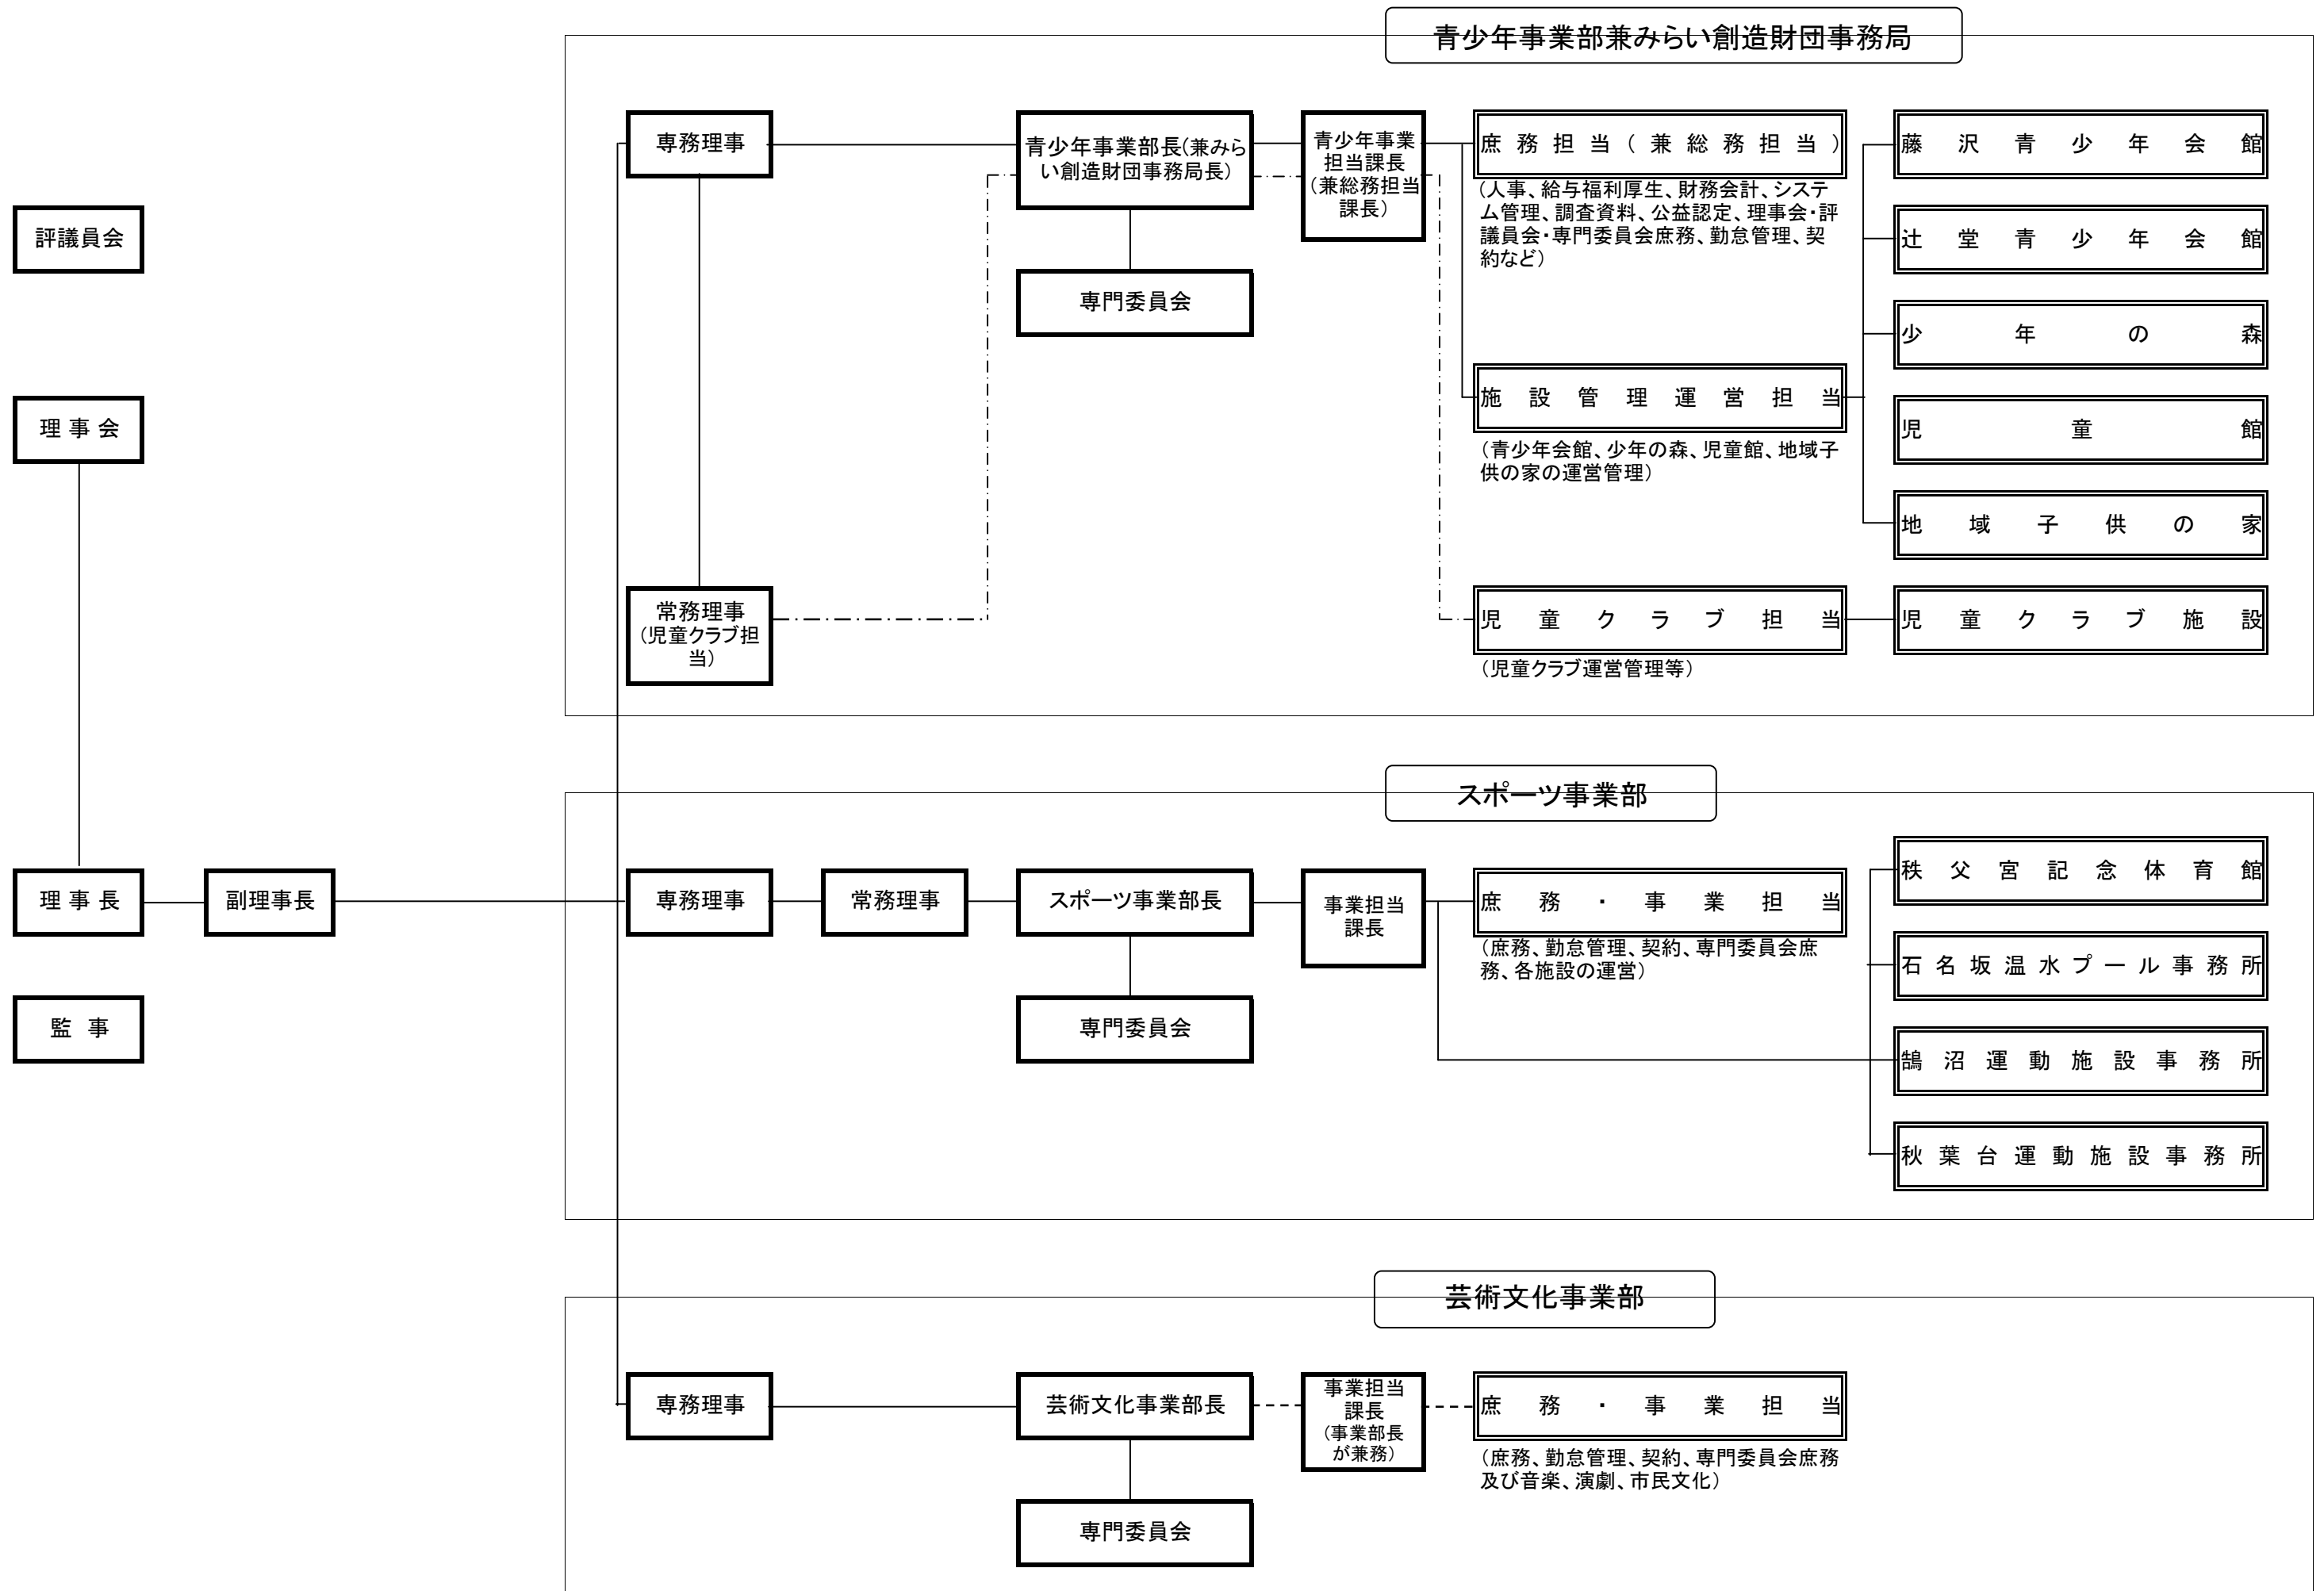 青少年事業部兼みらい創造財団事務局
専務理事
青少年事業部長(兼みら
い創造財団事務局長)
青少年事業
担当課長
(兼総務担当
課長)
庶務担当(兼総務担当)
(人事、給与福利厚生、財務会計、システ
ム管理、調査資料、公益認定、理事会・評
議員会・専門委員会庶務、勤怠管理、契
約など)
藤沢青少年会館
評議員会
辻堂青少年会館
専門委員会
少年の森
理事会
施設管理運営担当
(青少年会館、少年の森、児童館、地域子
供の家の運営管理)
児童館
地域子供の家
常務理事
(児童クラブ担
当)
児童クラブ担当
(児童クラブ運営管理等)
児童クラブ施設
スポーツ事業部
理事長
副理事長
専務理事
常務理事
スポーツ事業部長
事業担当
課長
庶務・事業担当
(庶務、勤怠管理、契約、専門委員会庶
務、各施設の運営)
秩父宮記念体育館
石名坂温水プール事務所
監事
専門委員会
鵠沼運動施設事務所
秋葉台運動施設事務所
芸術文化事業部
専務理事
芸術文化事業部長
事業担当
課長
(事業部長
が兼務)
庶務・事業担当
(庶務、勤怠管理、契約、専門委員会庶務
及び音楽、演劇、市民文化)
専門委員会